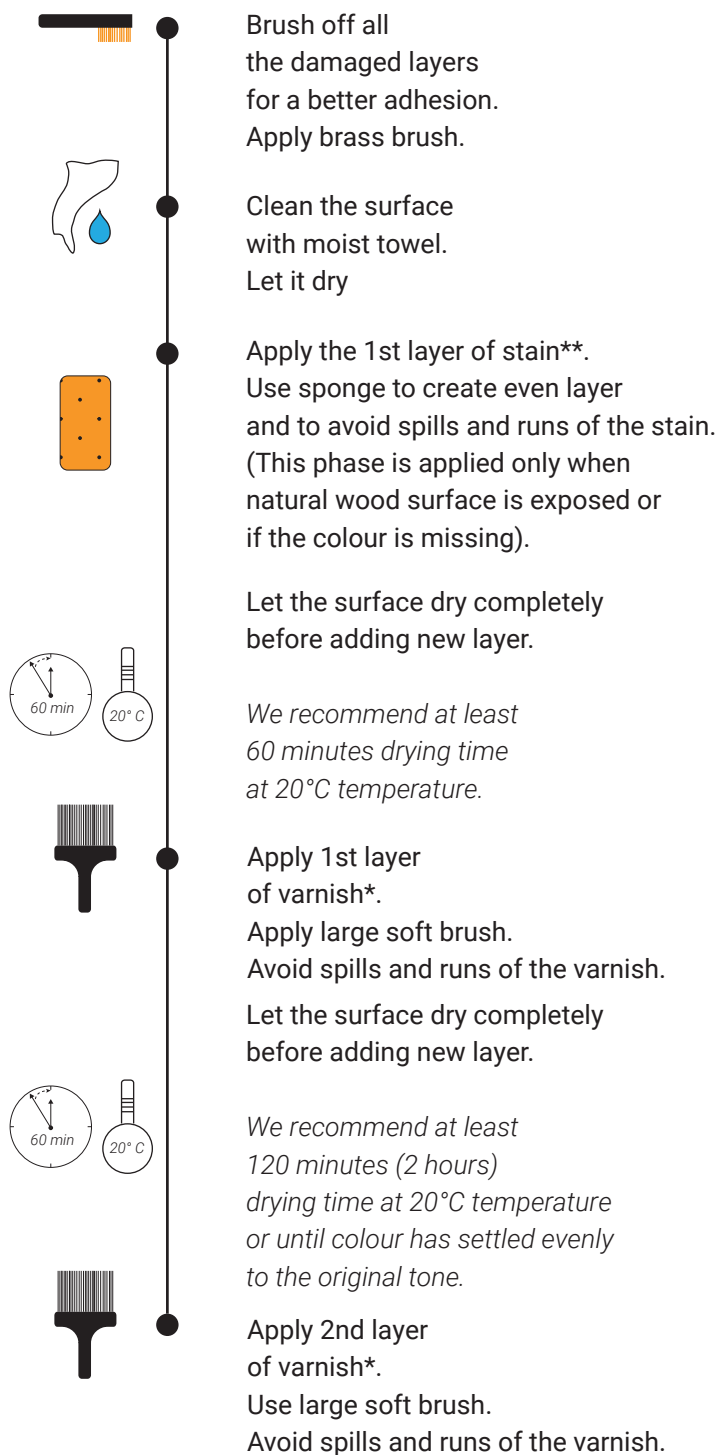 Brush off all
the damaged layers
for a better adhesion.
Apply brass brush.
Clean the surface
with moist towel.
Let it dry
Apply the 1st layer of stain**.
Use sponge to create even layer
and to avoid spills and runs of the stain.
(This phase is applied only when
natural wood surface is exposed or
if the colour is missing).
Let the surface dry completely
before adding new layer.
60 min
20° C
We recommend at least
60 minutes drying time
at 20°C temperature.
Apply 1st layer
of varnish*.
Apply large soft brush.
Avoid spills and runs of the varnish.
Let the surface dry completely
before adding new layer.
60 min
20° C
We recommend at least
120 minutes (2 hours)
drying time at 20°C temperature
or until colour has settled evenly
to the original tone.
Apply 2nd layer
of varnish*.
Use large soft brush.
Avoid spills and runs of the varnish.